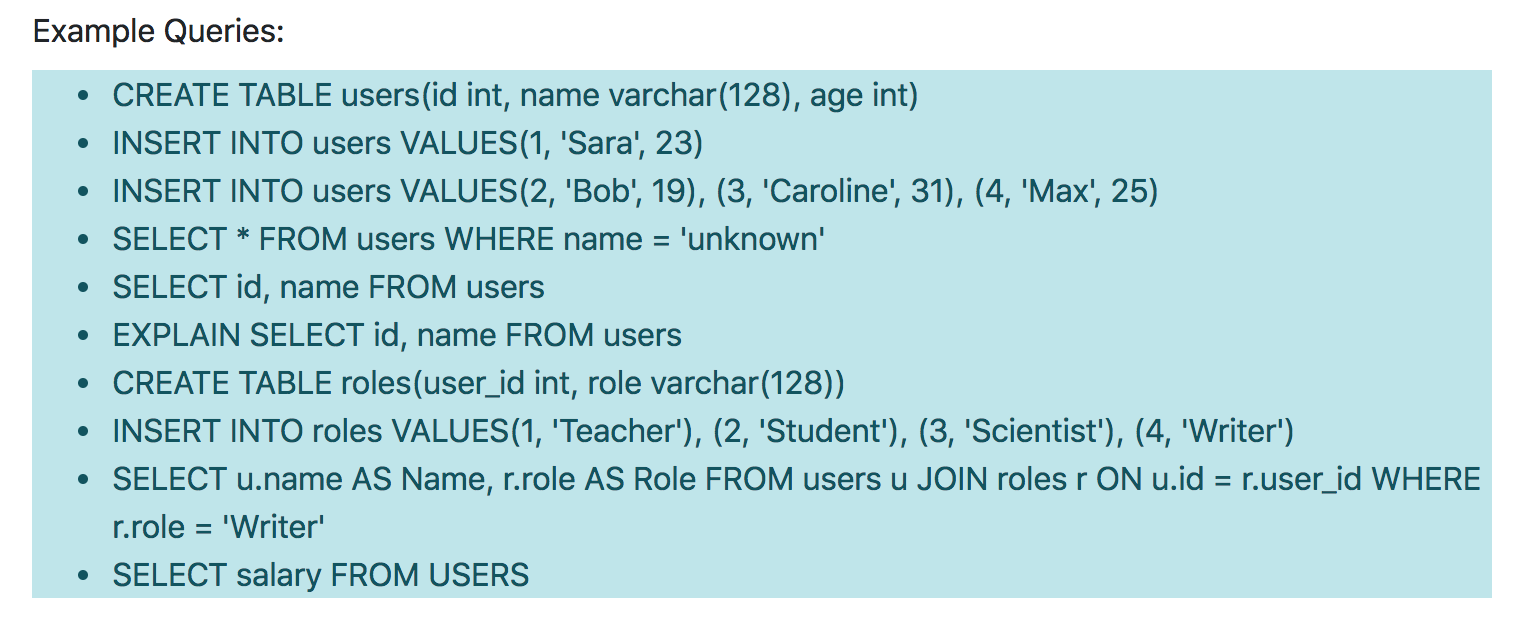 Example Queries:
• CREATE TABLE users(id int, name varchar(128), age int)
• INSERT INTO users VALUES(1, 'Sara', 23)
• INSERT INTO users VALUES(2, 'Bob', 19), (3, 'Caroline', 31), (4, 'Max', 25)
• SELECT * FROM users WHERE name = 'unknown'
• SELECT id, name FROM users
• EXPLAIN SELECT id, name FROM users
• CREATE TABLE roles(user_id int, role varchar(128))
• INSERT INTO roles VALUES(1, 'Teacher'), (2, 'Student'), (3, 'Scientist'), (4, 'Writer')
• SELECT u.name AS Name, r.role AS Role FROM users u JOIN roles r ON u.id = r.user_id WHERE
r.role = 'Writer'
• SELECT salary FROM USERS